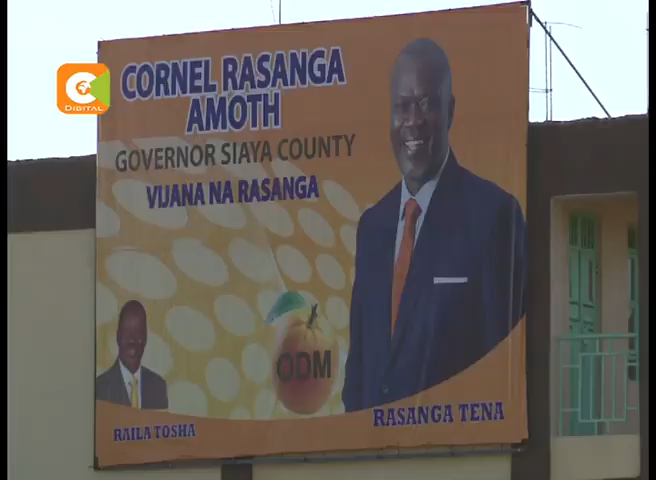 CORNEL RASANGA
AMOTH
GOVERNOR SIAYA COUNTY
VIJANA NA RASANGA
ODM
RASANGA TENA
RAILA TOSHA
C
DIGITAL